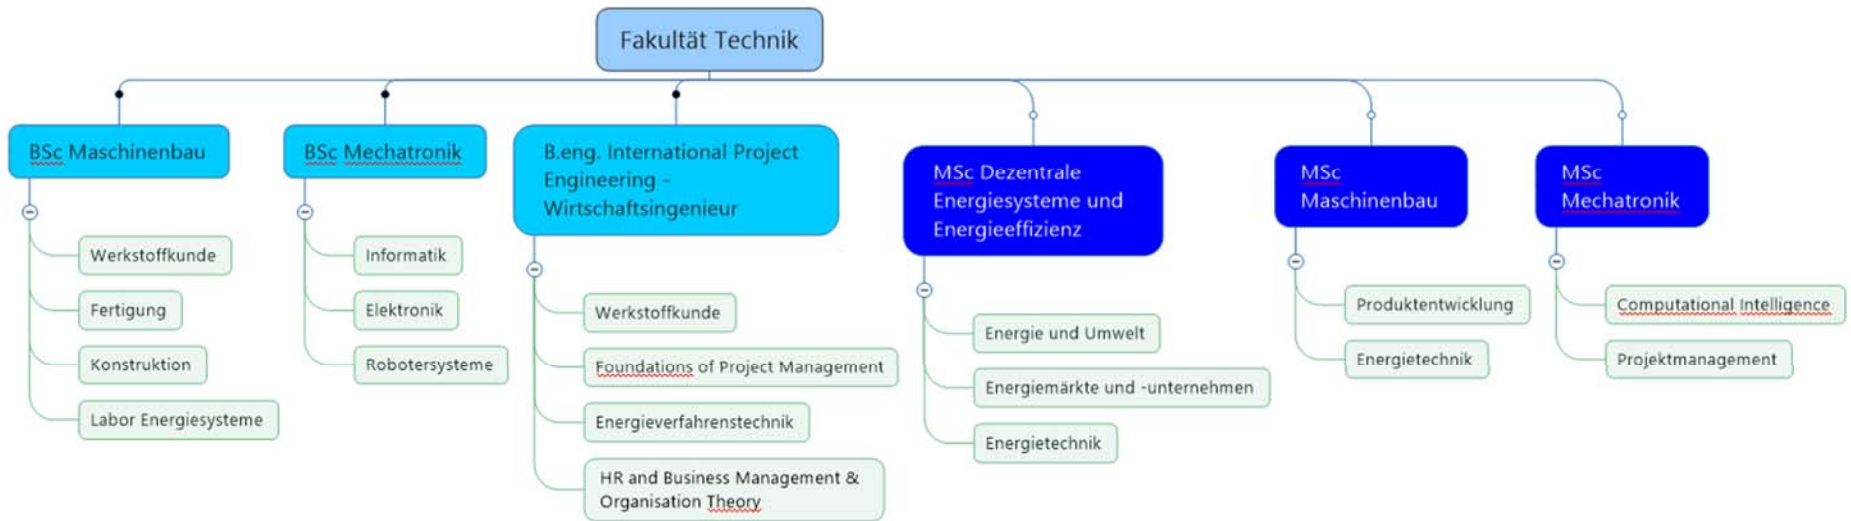 Fakultät Technik
BSc Maschinenbau
Werkstoffkunde
Fertigung
Konstruktion
Labor Energiesysteme
BSc Mechatronik
Informatik
Elektronik
Robotersysteme
B.eng. International Project
Engineering -
Wirtschaftsingenieur
Werkstoffkunde
Foundations of Project Management
Energieverfahrenstechnik
HR and Business Management &
Organisation Theory
MSc Dezentrale
Energiesysteme und
Energieeffizienz
Energie und Umwelt
Energiemärkte und -unternehmen
Energietechnik
MSc
Maschinenbau
Produktentwicklung
Energietechnik
MSc
Mechatronik
Computational Intelligence
Projektmanagement